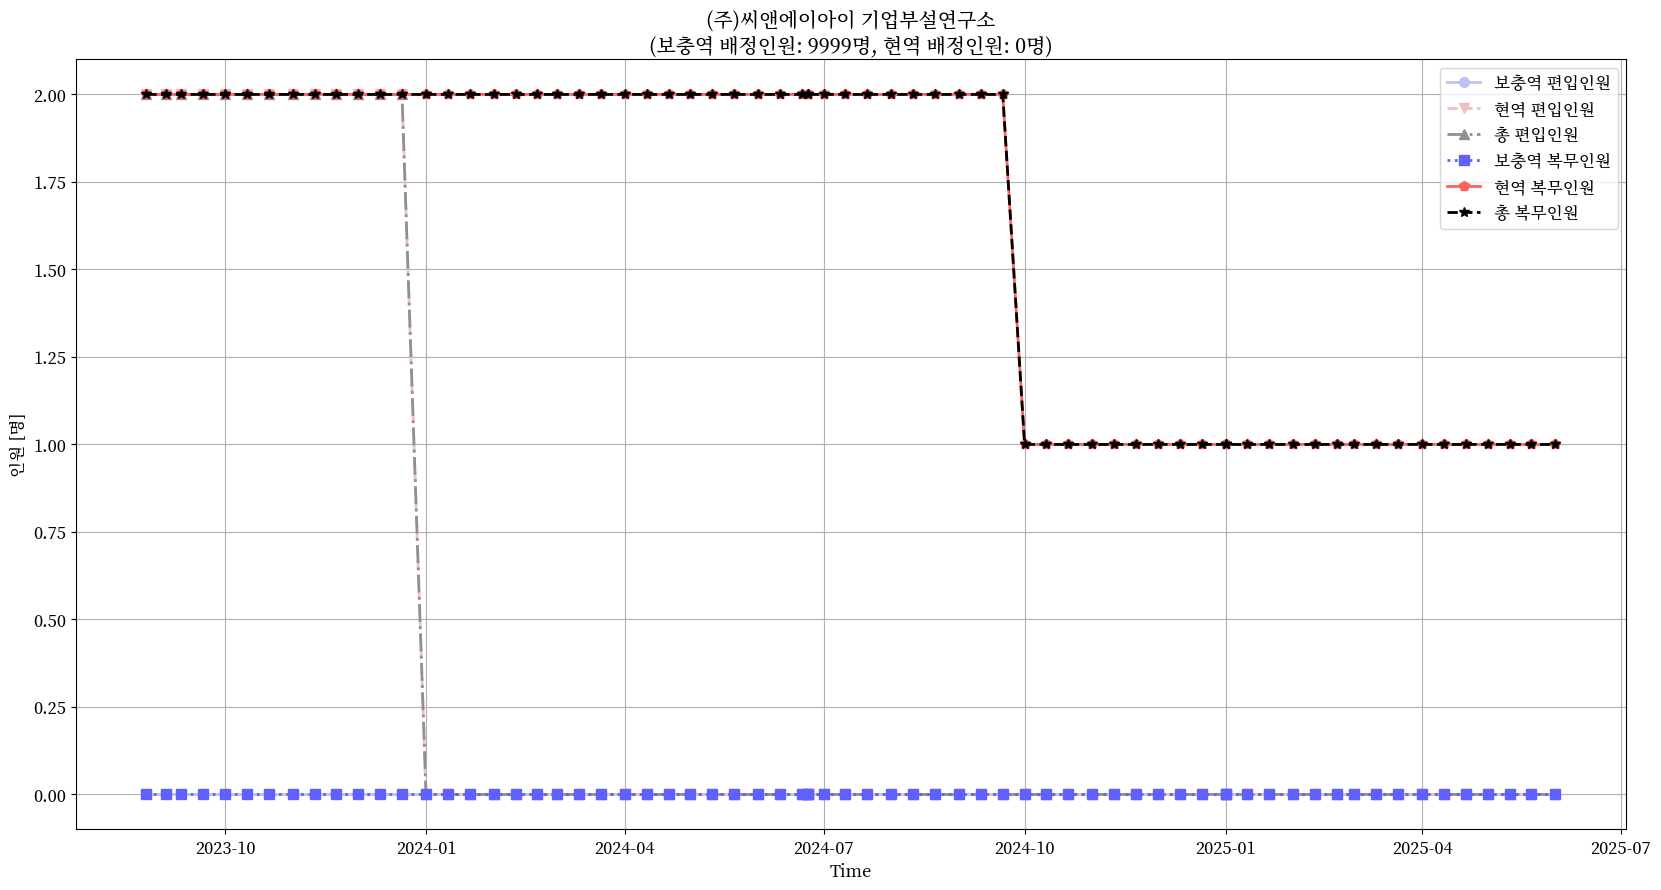 (주)씨앤에이아이 기업부설연구소
(보충역 배정인원: 9999명, 현역 배정인원: 0명)
보충역 편입인원
현역 편입인원
총 편입인원
보충역 복무인원
현역 복무인원
총 복무인원
인원 [명]
2.00
1.75
1.50
1.25
1.00
0.75
0.50
0.25
0.00
2023-10
2024-01
2024-04
2024-07
2024-10
2025-01
2025-04
2025-07
Time